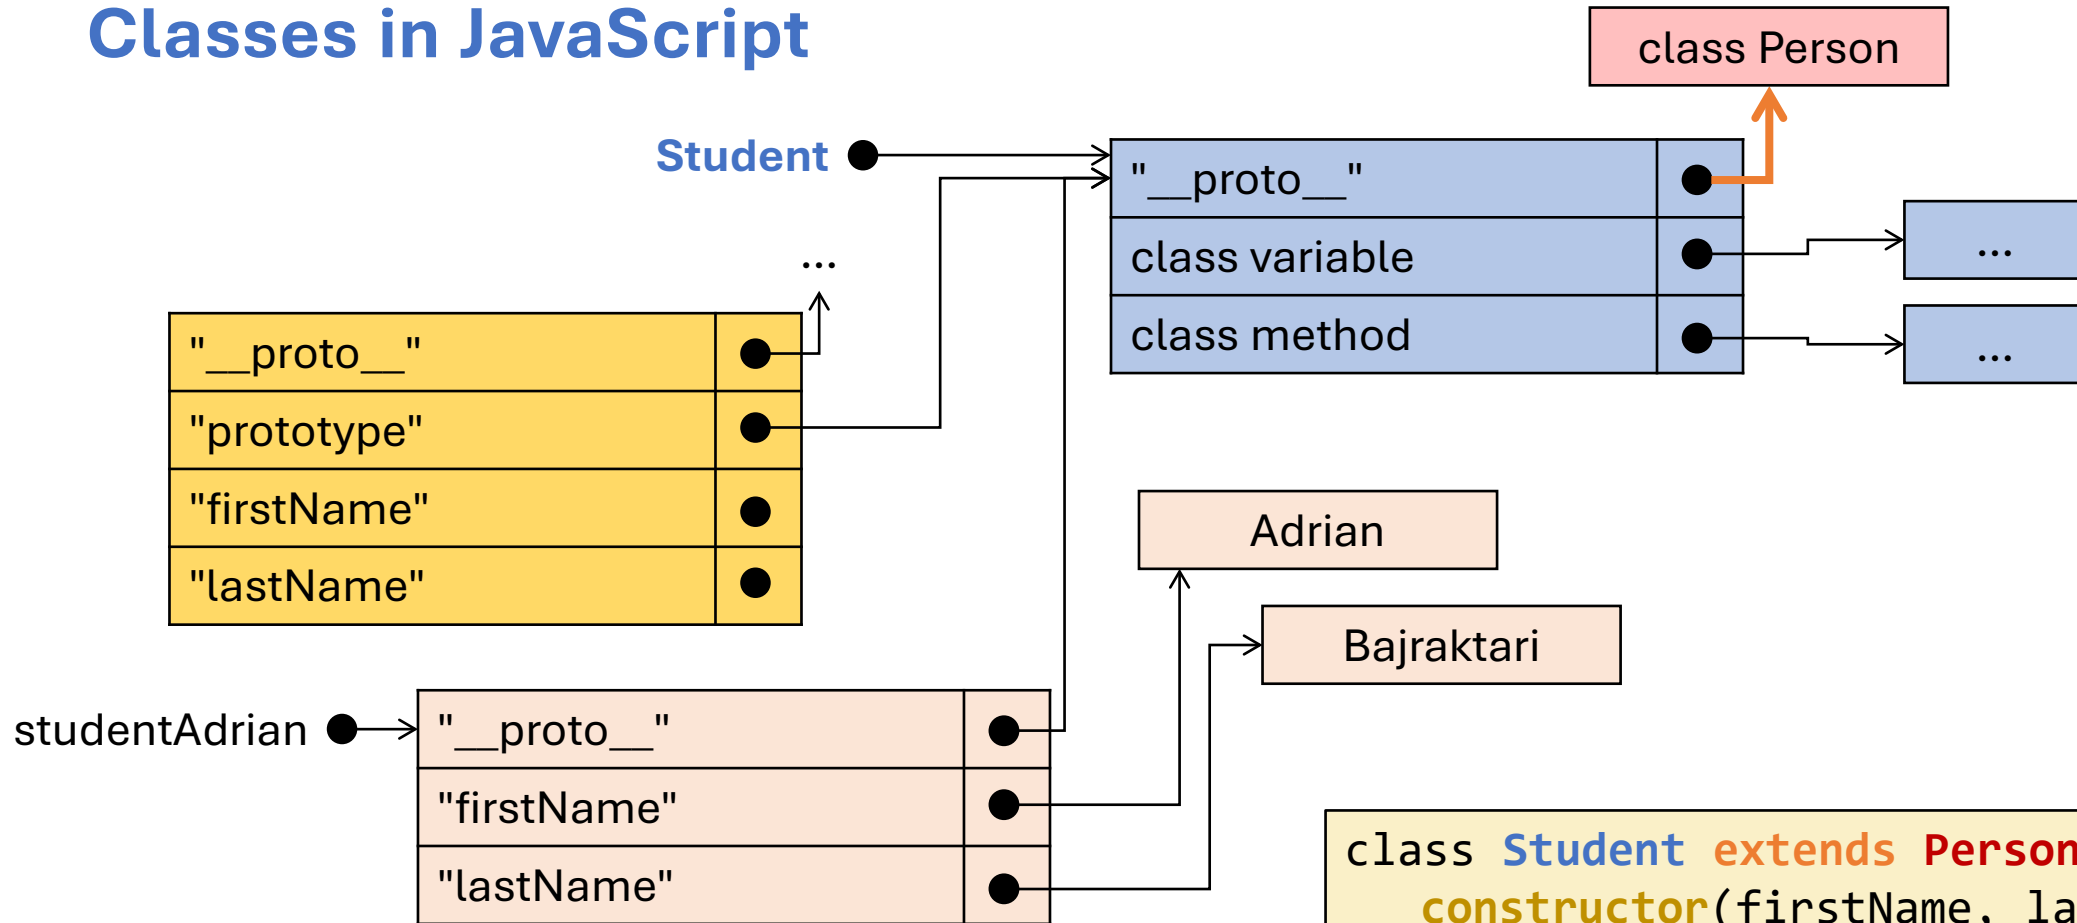 Classes in JavaScript
class Person
Student
"__proto__"
class variable
...
class method
...
...
"__proto__"
"prototype"
"firstName"
"lastName"
Adrian
Bajraktari
studentAdrian
"__proto__"
"firstName"
"lastName"
class Student extends Person
constructor(firstName, la